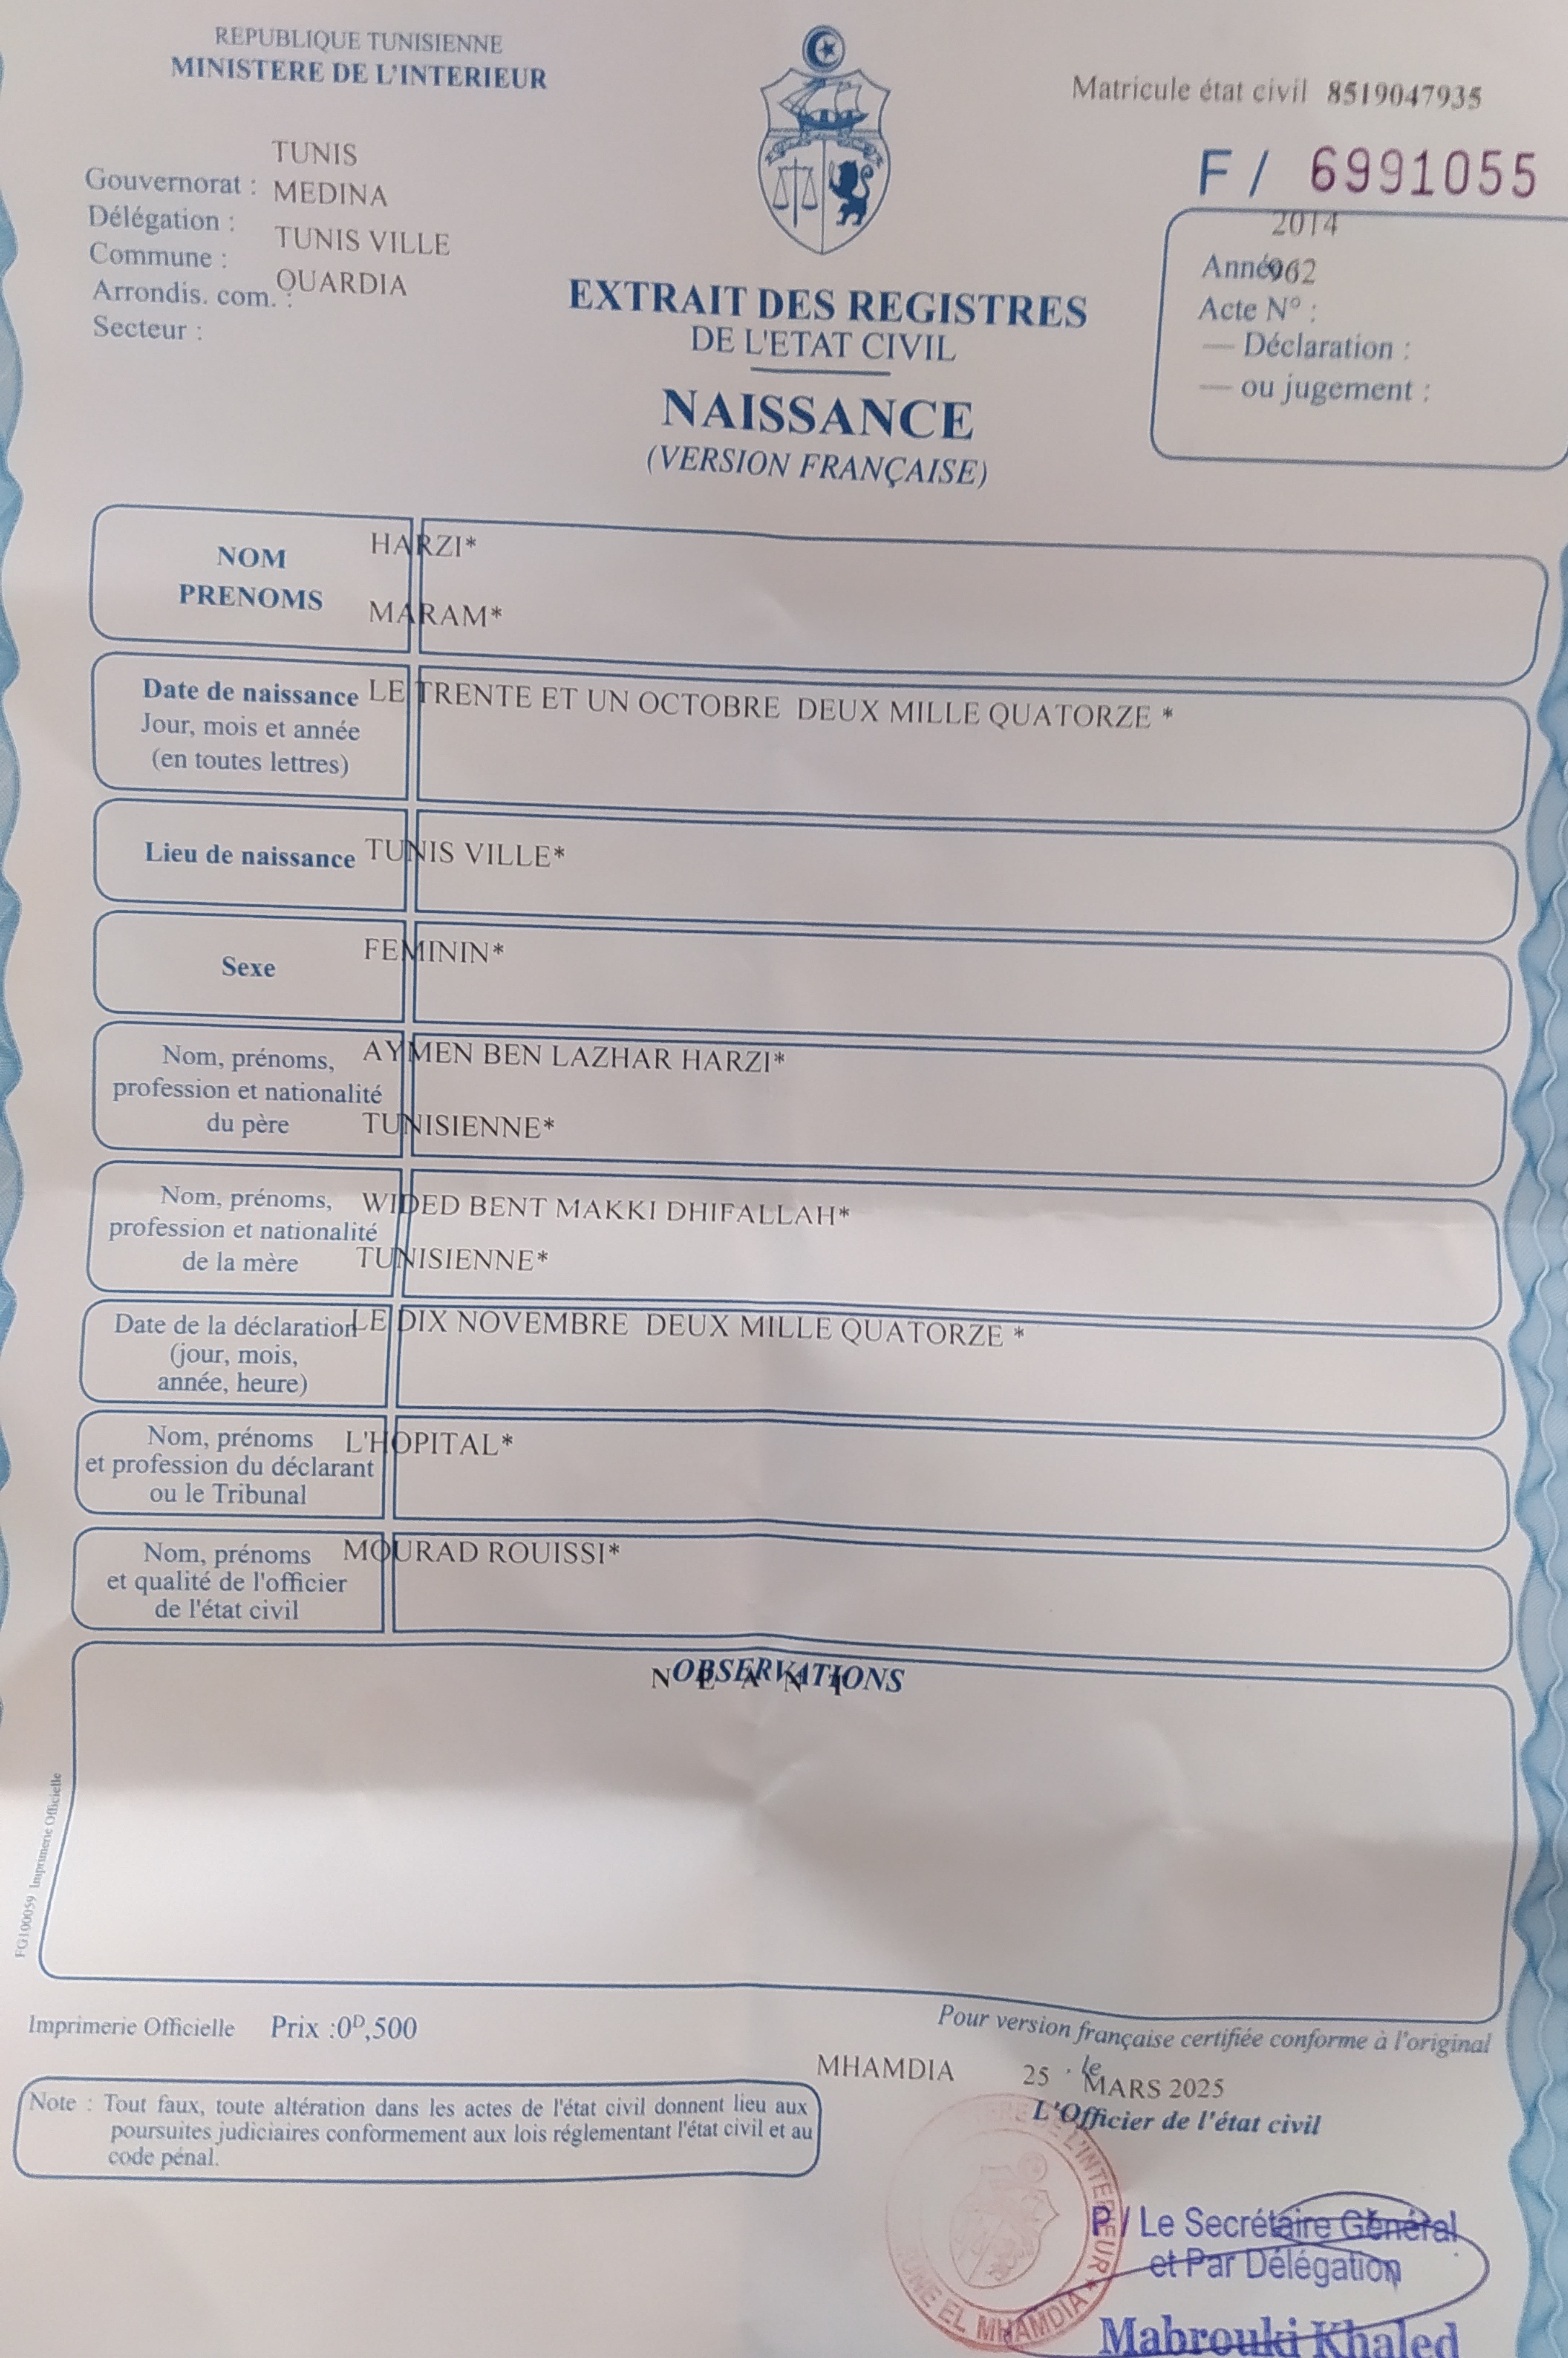 REPUBLIQUE TUNISIENNE
MINISTERE DE L'INTERIEUR
Matricule état civil 8519047935
F / 6991055
TUNIS
Gouvernorat : MEDINA
Délégation :
TUNIS VILLE
Commune :
OUARDIA
Arrondis. com. :
Secteur :
2014
Année 962
Acte N° :
— Déclaration :
— ou jugement :
EXTRAIT DES REGISTRES
DE L'ETAT CIVIL
NAISSANCE
(VERSION FRANÇAISE)
NOM HARZI*
PRENOMS MARAM*
Date de naissance LE TRENTE ET UN OCTOBRE DEUX MILLE QUATORZE *
Jour, mois et année
(en toutes lettres)
Lieu de naissance TUNIS VILLE*
Sexe FEMININ*
Nom, prénoms, AYMEN BEN LAZHAR HARZI*
profession et nationalité
du père TUNISIENNE*
Nom, prénoms, WIDED BENT MAKKI DHIFALLAH*
profession et nationalité
de la mère TUNISIENNE*
Date de la déclaration LE DIX NOVEMBRE DEUX MILLE QUATORZE *
(jour, mois,
année, heure)
Nom, prénoms L'HOPITAL*
et profession du déclarant
ou le Tribunal
Nom, prénoms MOURAD ROUISSI*
et qualité de l'officier
de l'état civil
OBSERVATIONS
N E A N T
FG100059 Imprimerie Officielle
Imprimerie Officielle Prix :0D,500
Pour version française certifiée conforme à l'original
MHAMDIA 25 le MARS 2025
L'Officier de l'état civil
Note : Tout faux, toute altération dans les actes de l'état civil donnent lieu aux
poursuites judiciaires conformement aux lois réglementant l'état civil et au
code pénal.
DE L'INTERIEUR * EL MHAMDIA *
P/ Le Secrétaire Général
et Par Délégation
Mabrouki Khaled